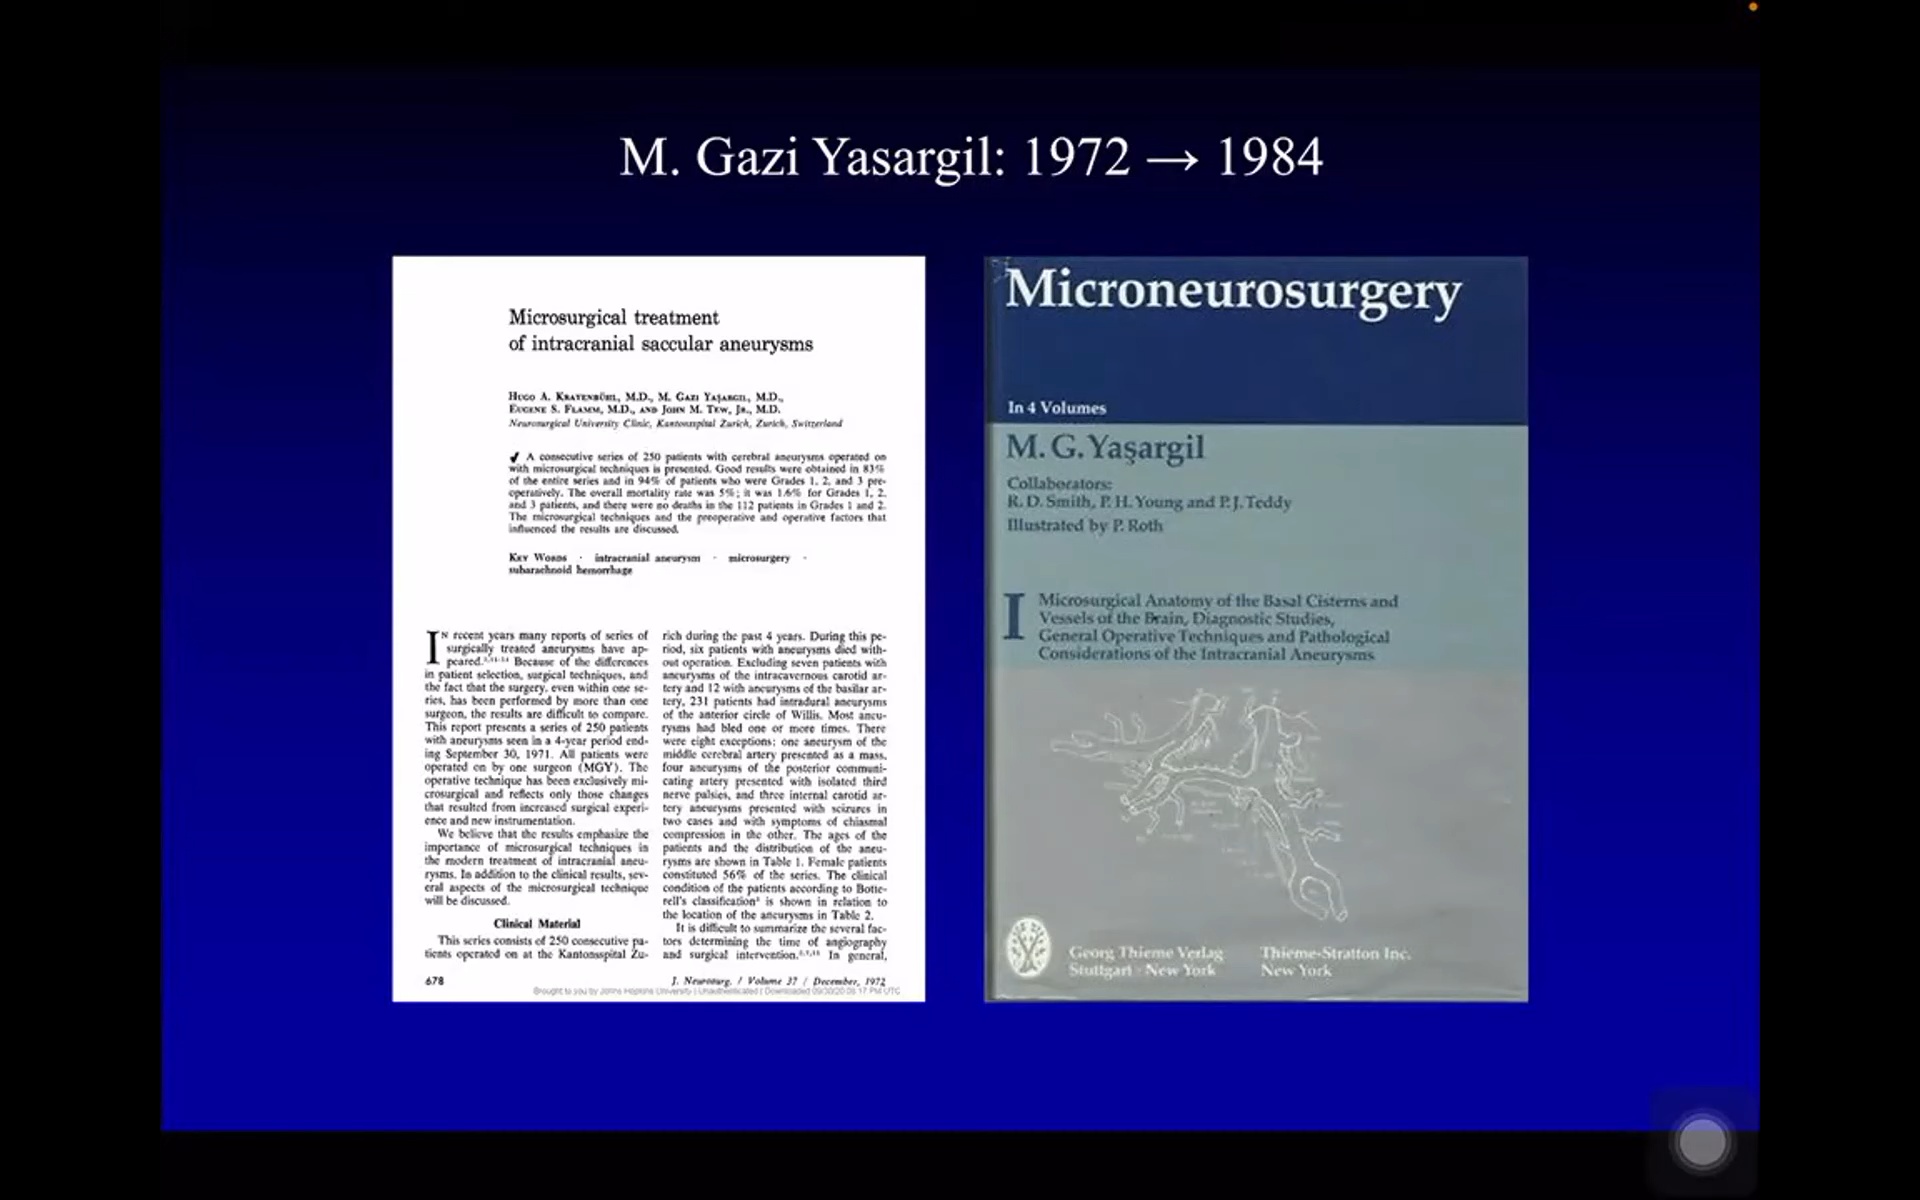 M. Gazi Yasargil: 1972 → 1984
Microsurgical treatment
of intracranial saccular aneurysms
Hugo A. Krayenbühl, M.D., M. Gazi Yaşargil, M.D.,
Eugene S. Flamm, M.D., and John M. Tew, Jr., M.D.
Neurosurgical University Clinic, Kantonsspital Zurich, Zurich, Switzerland
✓ A consecutive series of 250 patients with cerebral aneurysms operated on
with microsurgical techniques is presented. Good results were obtained in 83%
of the entire series and in 94% of patients who were Grades 1, 2, and 3 pre-
operatively. The overall mortality rate was 5%; it was 1.6% for Grades 1, 2,
and 3 patients, and there were no deaths in the 112 patients in Grades 1 and 2.
The microsurgical techniques and the preoperative and operative factors that
influenced the results are discussed.
Key Words · intracranial aneurysm · microsurgery ·
subarachnoid hemorrhage
In recent years many reports of series of
surgically treated aneurysms have ap-
peared. Because of the differences
in patient selection, surgical techniques, and
the fact that the surgery, even within one se-
ries, has been performed by more than one
surgeon, the results are difficult to compare.
This report presents a series of 250 patients
with aneurysms seen in a 4-year period end-
ing September 30, 1971. All patients were
operated on by one surgeon (MGY). The
operative technique has been exclusively mi-
crosurgical and reflects only those changes
that resulted from increased surgical experi-
ence and new instrumentation.
We believe that the results emphasize the
importance of microsurgical techniques in
the modern treatment of intracranial aneu-
rysms. In addition to the clinical results, sev-
eral aspects of the microsurgical technique
will be discussed.
Clinical Material
This series consists of 250 consecutive pa-
tients operated on at the Kantonsspital Zu-
rich during the past 4 years. During this pe-
riod, six patients with aneurysms died with-
out operation. Excluding seven patients with
aneurysms of the intracavernous carotid ar-
tery and 12 with aneurysms of the basilar ar-
tery, 231 patients had intradural aneurysms
of the anterior circle of Willis. Most aneu-
rysms had bled one or more times. There
were eight exceptions; one aneurysm of the
middle cerebral artery presented as a mass,
four aneurysms of the posterior communi-
cating artery presented with isolated third
nerve palsies, and three internal carotid ar-
tery aneurysms presented with seizures in
two cases and with symptoms of chiasmal
compression in the other. The ages of the
patients and the distribution of the aneu-
rysms are shown in Table 1. Female patients
constituted 56% of the series. The clinical
condition of the patients according to Botte-
rell's classification is shown in relation to
the location of the aneurysms in Table 2.
It is difficult to summarize the several fac-
tors determining the time of angiography
and surgical intervention. In general,
678
J. Neurosurg. / Volume 37 / December, 1972
Brought to you by Johns Hopkins University | Unauthenticated | Downloaded
Microneurosurgery
In 4 Volumes
M. G. Yaşargil
Collaborators:
R. D. Smith, P. H. Young and P. J. Teddy
Illustrated by P. Roth
I
Microsurgical Anatomy of the Basal Cisterns and
Vessels of the Brain, Diagnostic Studies,
General Operative Techniques and Pathological
Considerations of the Intracranial Aneurysms
Georg Thieme Verlag
Stuttgart · New York
Thieme-Stratton Inc.
New York